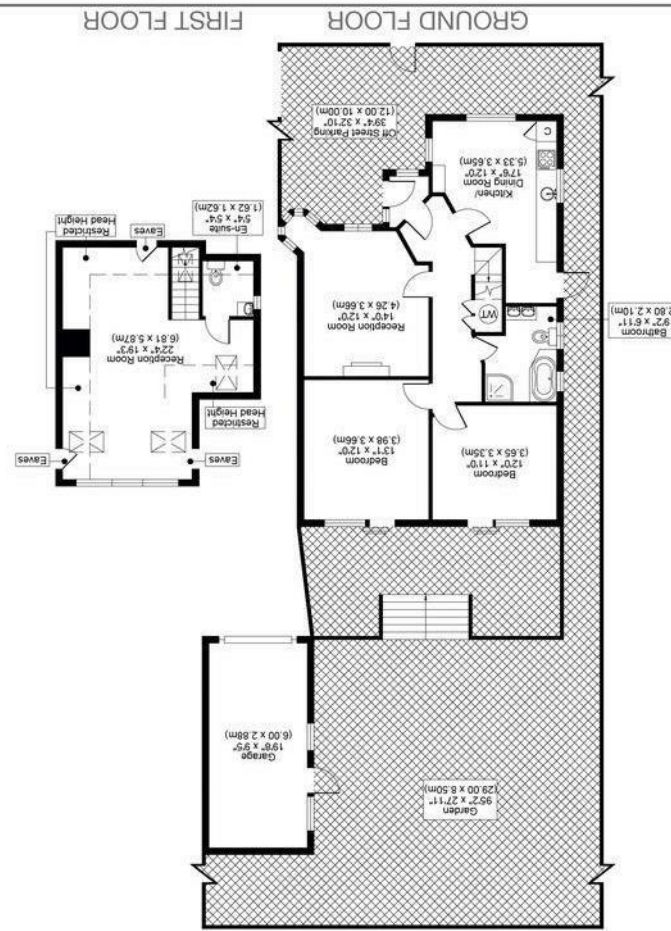 Garden
95'2" x 27'11"
(29.00 x 8.50m)
Garage
19'8" x 9'5"
(6.00 x 2.88m)
Bedroom
13'1" x 12'0"
(3.98 x 3.66m)
Bedroom
12'0" x 11'0"
(3.65 x 3.35m)
Reception Room
14'0" x 12'0"
(4.26 x 3.66m)
WT
Bathroom
9'2" x 6'11"
2.80 x 2.10m)
Kitchen/
Dining Room
17'6" x 12'0"
(5.33 x 3.65m)
C
Off Street Parking
39'4" x 32'10"
(12.00 x 10.00m)
GROUND FLOOR
Eaves
Eaves
Restricted
Head Height
Reception Room
22'4" x 19'3"
(6.81 x 5.87m)
En-suite
5'4" x 5'4"
(1.62 x 1.62m)
Eaves
Restricted
Head Height
FIRST FLOOR